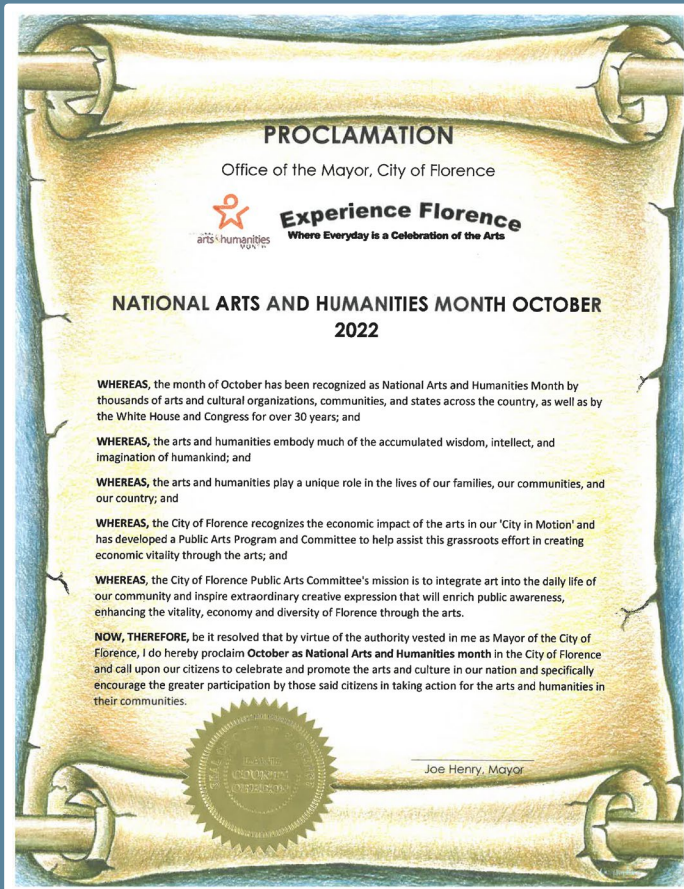 PROCLAMATION
Office of the Mayor, City of Florence
arts & humanities
MONTH
Experience Florence
Where Everyday is a Celebration of the Arts
NATIONAL ARTS AND HUMANITIES MONTH OCTOBER
2022
WHEREAS, the month of October has been recognized as National Arts and Humanities Month by
thousands of arts and cultural organizations, communities, and states across the country, as well as by
the White House and Congress for over 30 years; and
WHEREAS, the arts and humanities embody much of the accumulated wisdom, intellect, and
imagination of humankind; and
WHEREAS, the arts and humanities play a unique role in the lives of our families, our communities, and
our country; and
WHEREAS, the City of Florence recognizes the economic impact of the arts in our 'City in Motion' and
has developed a Public Arts Program and Committee to help assist this grassroots effort in creating
economic vitality through the arts; and
WHEREAS, the City of Florence Public Arts Committee's mission is to integrate art into the daily life of
our community and inspire extraordinary creative expression that will enrich public awareness,
enhancing the vitality, economy and diversity of Florence through the arts.
NOW, THEREFORE, be it resolved that by virtue of the authority vested in me as Mayor of the City of
Florence, I do hereby proclaim October as National Arts and Humanities month in the City of Florence
and call upon our citizens to celebrate and promote the arts and culture in our nation and specifically
encourage the greater participation by those said citizens in taking action for the arts and humanities in
their communities.
SEAL OF
COUNTY
OREGON
Joe Henry, Mayor